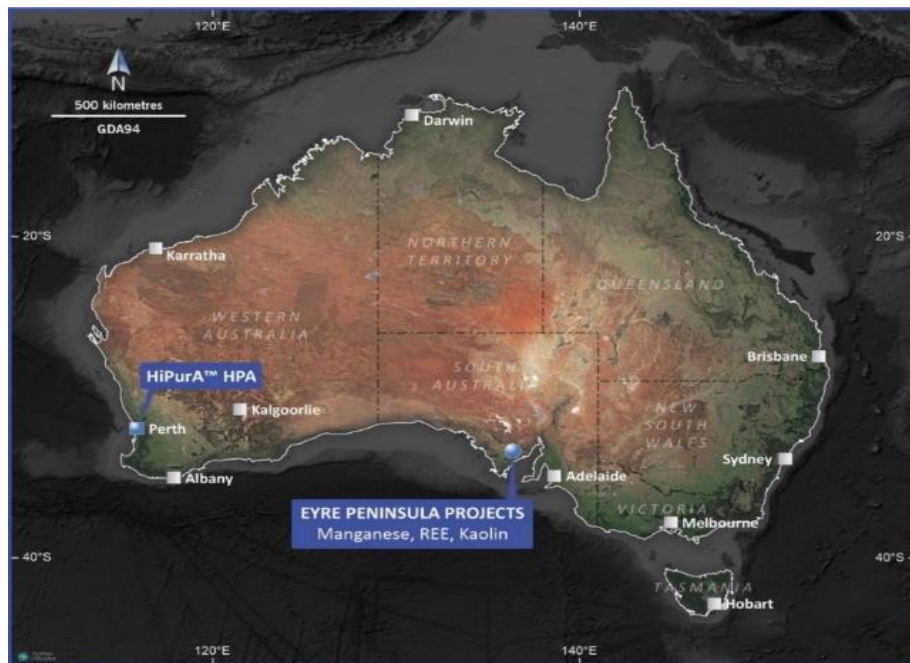 120°E
140°E
N
500 kilometres
GDA94
Darwin
20°S
20°S
Karratha
NORTHERN
TERRITORY
QUEENSLAND
WESTERN
AUSTRALIA
Brisbane
HiPurA™ HPA
SOUTH
AUSTRALIA
Kalgoorlie
NEW
SOUTH
WALES
Perth
Sydney
Albany
Adelaide
EYRE PENINSULA PROJECTS
Manganese, REE, Kaolin
VICTORIA
Melbourne
40°S
40°S
TASMANIA
Hobart
120°E
140°E